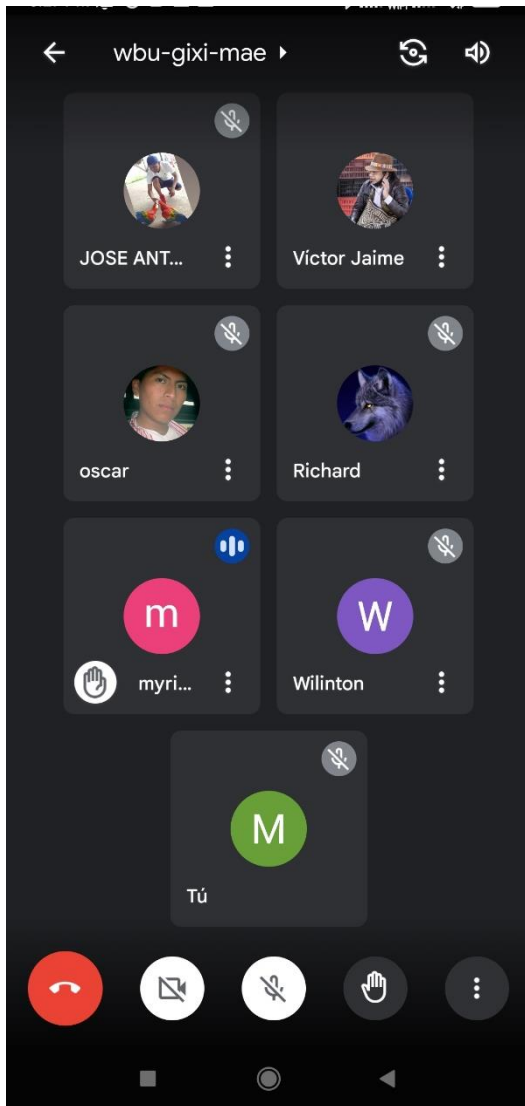 wbu-gixi-mae
JOSE ANT...
Víctor Jaime
oscar
Richard
m
myri...
W
Wilinton
M
Tú